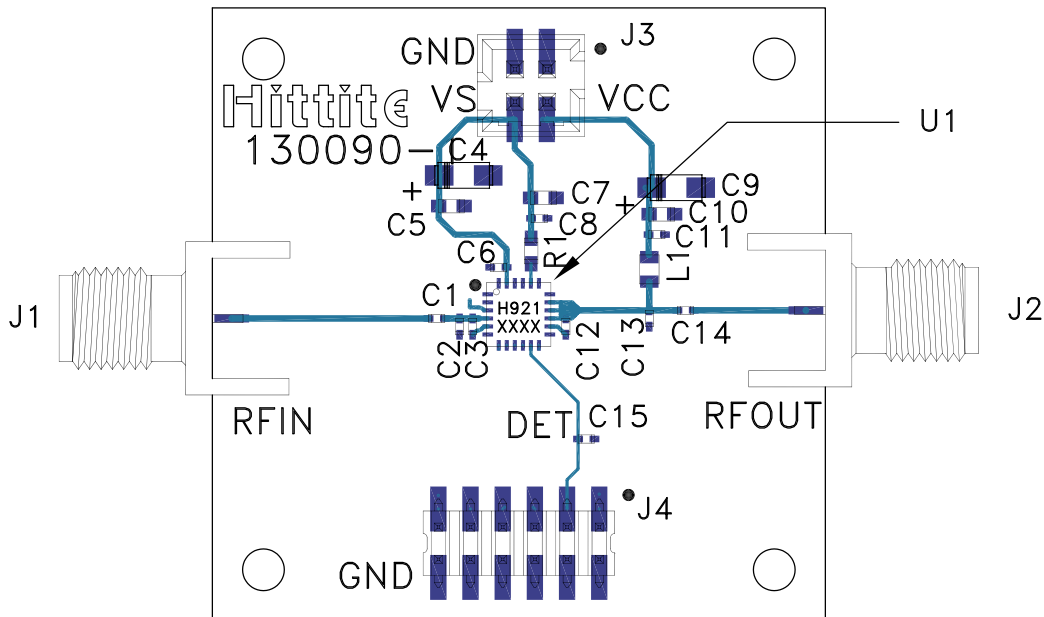 GND
J3
Hittite
VS
VCC
U1
130090-
C4
+
C7
C9
C5
C8
+
C10
C11
C6
R1
L1
J1
C1
H921
XXXX
J2
C2
C3
C12
C13
C14
RFIN
DET
C15
RFOUT
J4
GND